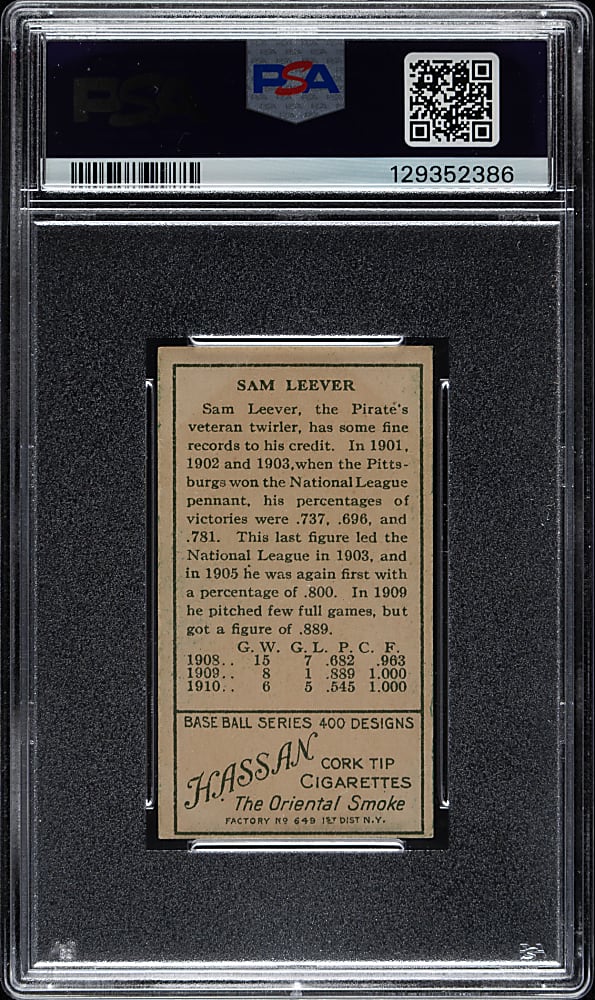 PSA
129352386
SAM LEEVER
Sam Leever, the Pirate's
veteran twirler, has some fine
records to his credit. In 1901,
1902 and 1903,when the Pitts-
burgs won the National League
pennant, his percentages of
victories were .737, .696, and
.781. This last figure led the
National League in 1903, and
in 1905 he was again first with
a percentage of .800. In 1909
he pitched few full games, but
got a figure of .889.
G. W. G. L. P. C. F.
1908.. 15 7 .682 .963
1909.. 8 1 .889 1.000
1910.. 6 5 .545 1.000
BASE BALL SERIES 400 DESIGNS
HASSAN CORK TIP
CIGARETTES
The Oriental Smoke
FACTORY No 649 1ST DIST N.Y.